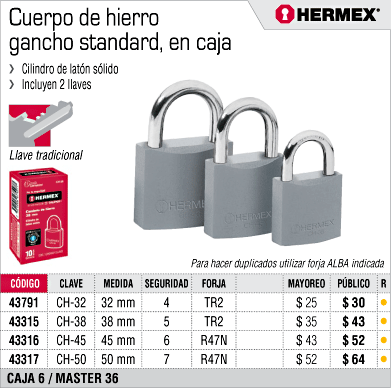 Cuerpo de hierro
gancho standard, en caja
HERMEX®
Cilindro de latón sólido
Incluyen 2 llaves
Llave tradicional
HERMEX
HERMEX
HERMEX
HERMEX
Para hacer duplicados utilizar forja ALBA indicada
CÓDIGO CLAVE MEDIDA SEGURIDAD FORJA MAYOREO PÚBLICO R
43791 CH-32 32 mm 4 TR2 $ 25 $ 30
43315 CH-38 38 mm 5 TR2 $ 35 $ 43
43316 CH-45 45 mm 6 R47N $ 43 $ 52
43317 CH-50 50 mm 7 R47N $ 52 $ 64
CAJA 6 / MASTER 36